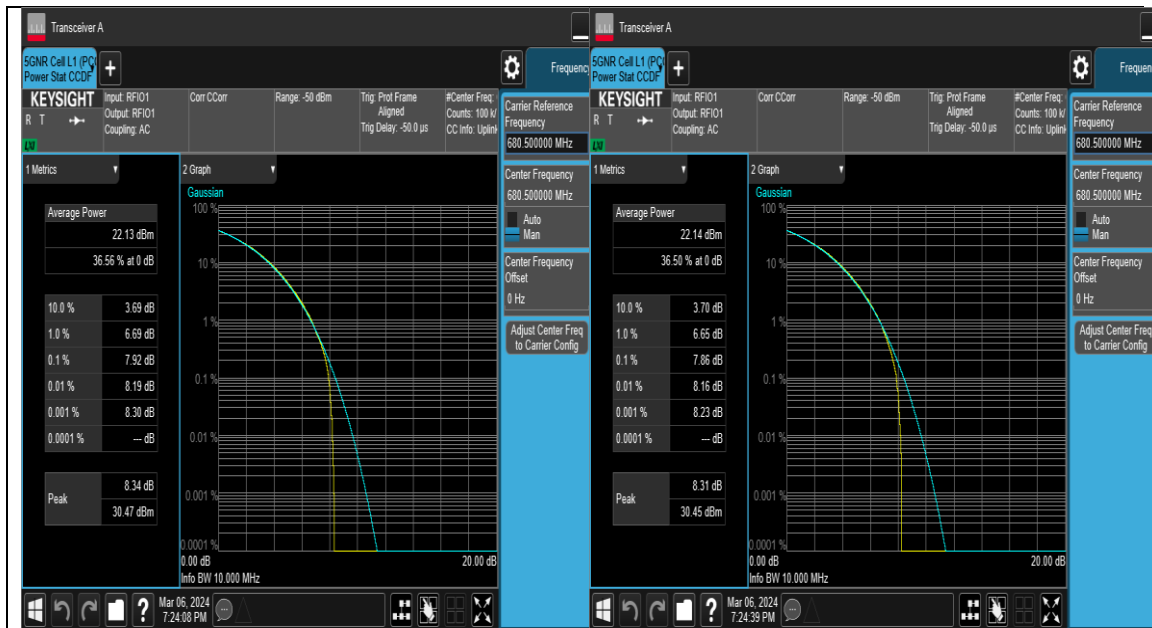 Transceiver A
5GNR Cell L1 (PC
Power Stat CCDF
Frequenc
KEYSIGHT
R T
LXI
Input: RFIO1
Output: RFIO1
Coupling: AC
Corr CCorr
Range: -50 dBm
Trig: Prot Frame
Aligned
Trig Delay: -50.0 µs
#Center Freq:
Counts: 100 k/
CC Info: Uplink
Carrier Reference
Frequency
680.500000 MHz
Center Frequency
680.500000 MHz
Auto
Man
Center Frequency
Offset
0 Hz
Adjust Center Freq
to Carrier Config
1 Metrics
Average Power
22.13 dBm
36.56 % at 0 dB
10.0 % 3.69 dB
1.0 % 6.69 dB
0.1 % 7.92 dB
0.01 % 8.19 dB
0.001 % 8.30 dB
0.0001 % --- dB
Peak
8.34 dB
30.47 dBm
2 Graph
Gaussian
100 %
10 %
1 %
0.1 %
0.01 %
0.001 %
0.0001 %
0.00 dB 20.00 dB
Info BW 10.000 MHz
?
Mar 06, 2024
7:24:08 PM
Transceiver A
5GNR Cell L1 (PC
Power Stat CCDF
Frequen
KEYSIGHT
R T
LXI
Input: RFIO1
Output: RFIO1
Coupling: AC
Corr CCorr
Range: -50 dBm
Trig: Prot Frame
Aligned
Trig Delay: -50.0 µs
#Center Freq:
Counts: 100 k/
CC Info: Uplink
Carrier Reference
Frequency
680.500000 MHz
Center Frequency
680.500000 MHz
Auto
Man
Center Frequency
Offset
0 Hz
Adjust Center Freq
to Carrier Config
1 Metrics
Average Power
22.14 dBm
36.50 % at 0 dB
10.0 % 3.70 dB
1.0 % 6.65 dB
0.1 % 7.86 dB
0.01 % 8.16 dB
0.001 % 8.23 dB
0.0001 % --- dB
Peak
8.31 dB
30.45 dBm
2 Graph
Gaussian
100 %
10 %
1 %
0.1 %
0.01 %
0.001 %
0.0001 %
0.00 dB 20.00 dB
Info BW 10.000 MHz
?
Mar 06, 2024
7:24:39 PM